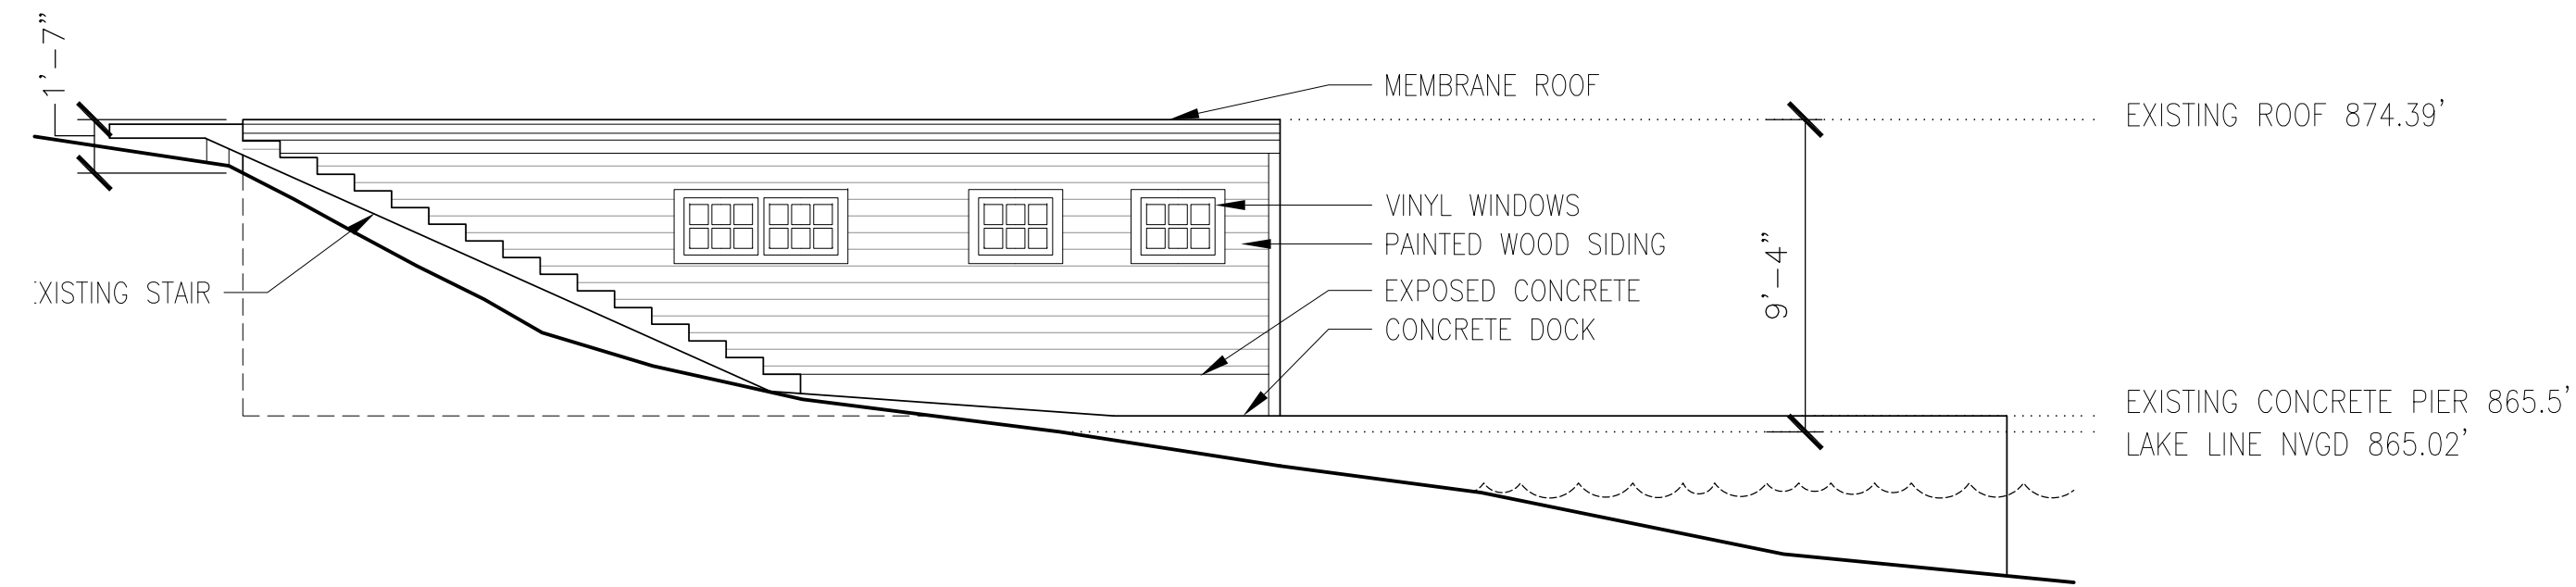 1'-7"
MEMBRANE ROOF
EXISTING ROOF 874.39'
VINYL WINDOWS
PAINTED WOOD SIDING
9'-4"
XISTING STAIR
EXPOSED CONCRETE
CONCRETE DOCK
EXISTING CONCRETE PIER 865.5'
LAKE LINE NVGD 865.02'